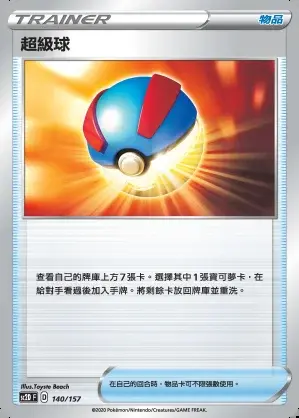 TRAINER 物品
超級球
查看自己的牌庫上方7張卡。選擇其中1張寶可夢卡,在
給對手看過後加入手牌。將剩餘卡放回牌庫並重洗。
Illus.Toyste Beach
SC1D F D 140/157
在自己的回合時,物品卡可不限張數使用。
©2020 Pokémon/Nintendo/Creatures/GAME FREAK.